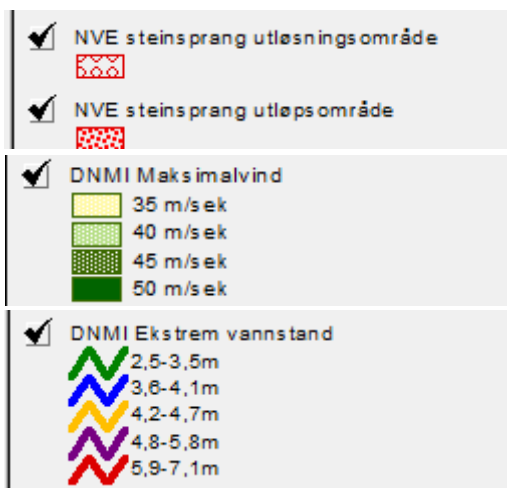 NVE steinsprang utløsningsområde
NVE steinsprang utløpsområde
DNMI Maksimalvind
35 m/sek
40 m/sek
45 m/sek
50 m/sek
DNMI Ekstrem vannstand
2,5-3,5m
3,6-4,1m
4,2-4,7m
4,8-5,8m
5,9-7,1m